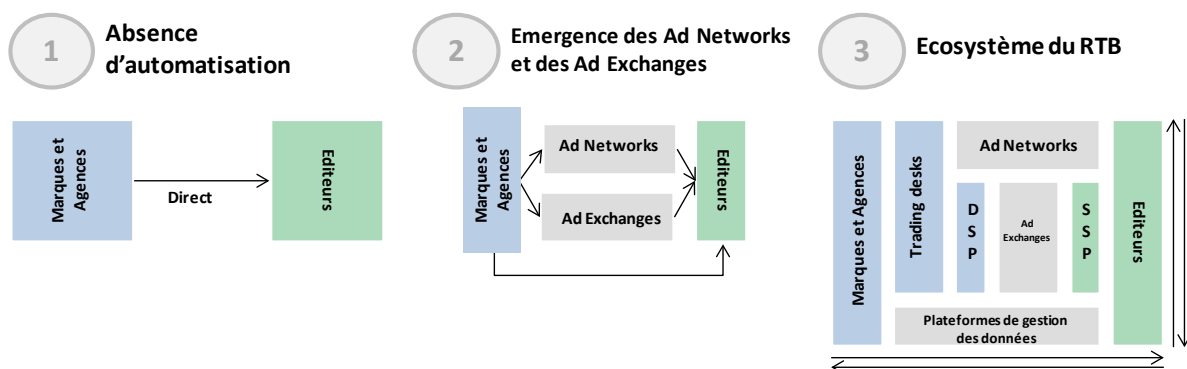 1
Absence
d’automatisation
Marques et
Agences
Direct
Editeurs
2
Emergence des Ad Networks
et des Ad Exchanges
Marques et
Agences
Ad Networks
Ad Exchanges
Editeurs
3
Ecosystème du RTB
Marques et Agences
Trading desks
Ad Networks
D
S
P
Ad
Exchanges
S
S
P
Plateformes de gestion
des données
Editeurs